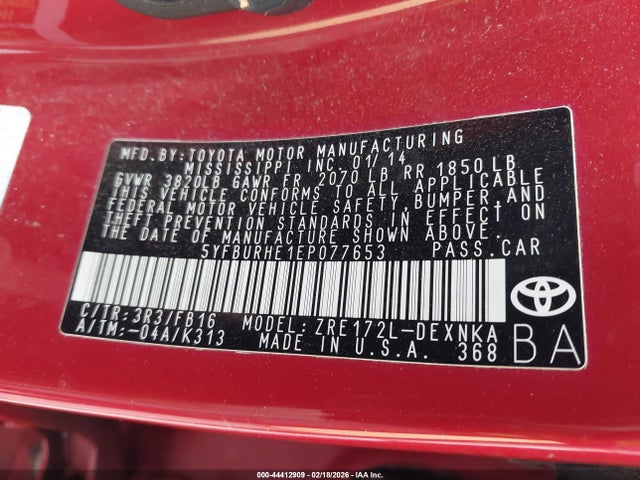 MFD.BY:TOYOTA MOTOR MANUFACTURING
MISSISSIPPI INC. 01/14
GVWR 3820LB GAWR FR 2070 LB RR 1850LB
THIS VEHICLE CONFORMS TO ALL APPLICABLE
FEDERAL MOTOR VEHICLE SAFETY,BUMPER,AND
THEFT PREVENTION STANDARDS IN EFFECT ON
THE DATE OF MANUFACTURE SHOWN ABOVE.
5YFBURHE1EP077653 PASS.CAR
C/TR:3R3/FB16 MODEL:ZRE172L-DEXNKA
A/TM:-04A/K313 MADE IN U.S.A. 368
BA
000-44412909 - 02/18/2026 - IAA Inc.